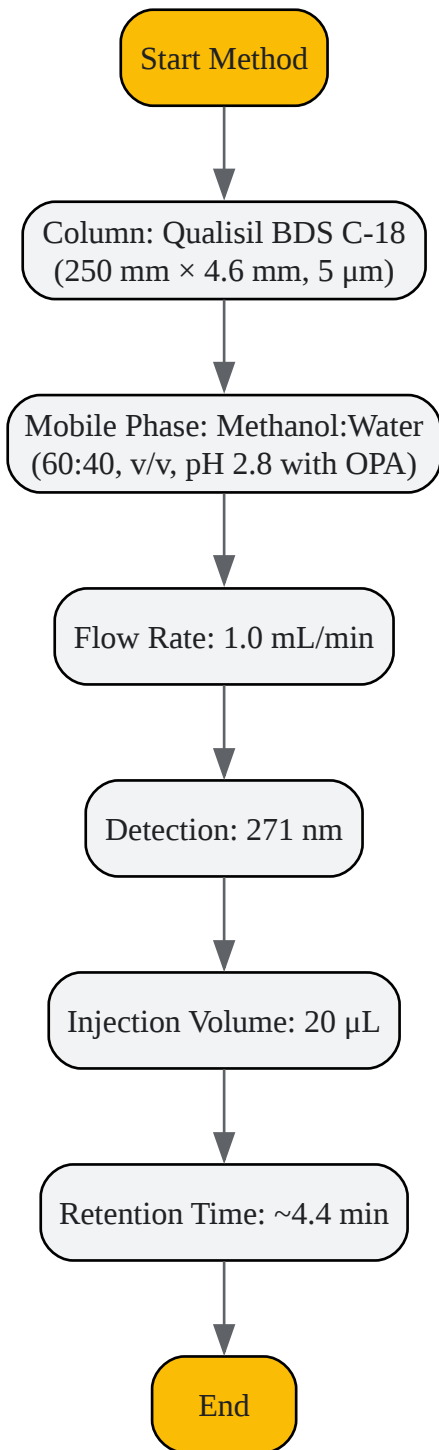 Start Method
Column: Qualisil BDS C-18
(250 mm × 4.6 mm, 5 μm)
Mobile Phase: Methanol:Water
(60:40, v/v, pH 2.8 with OPA)
Flow Rate: 1.0 mL/min
Detection: 271 nm
Injection Volume: 20 μL
Retention Time: ~4.4 min
End